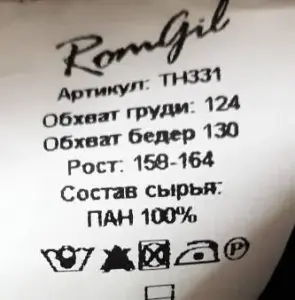 RomGil
Артикул: ТН331
Обхват груди: 124
Обхват бедер 130
Рост: 158-164
Состав сырья:
ПАН 100%
P